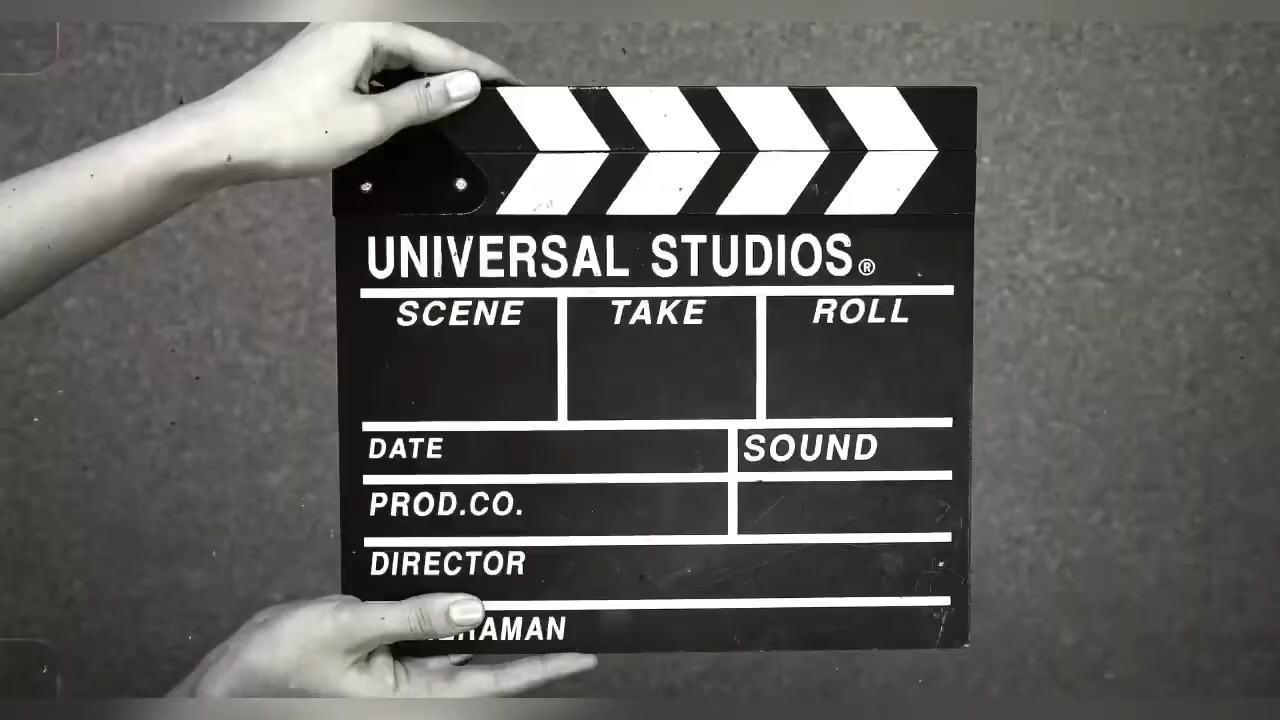 UNIVERSAL STUDIOS®
SCENE TAKE ROLL
DATE SOUND
PROD.CO.
DIRECTOR